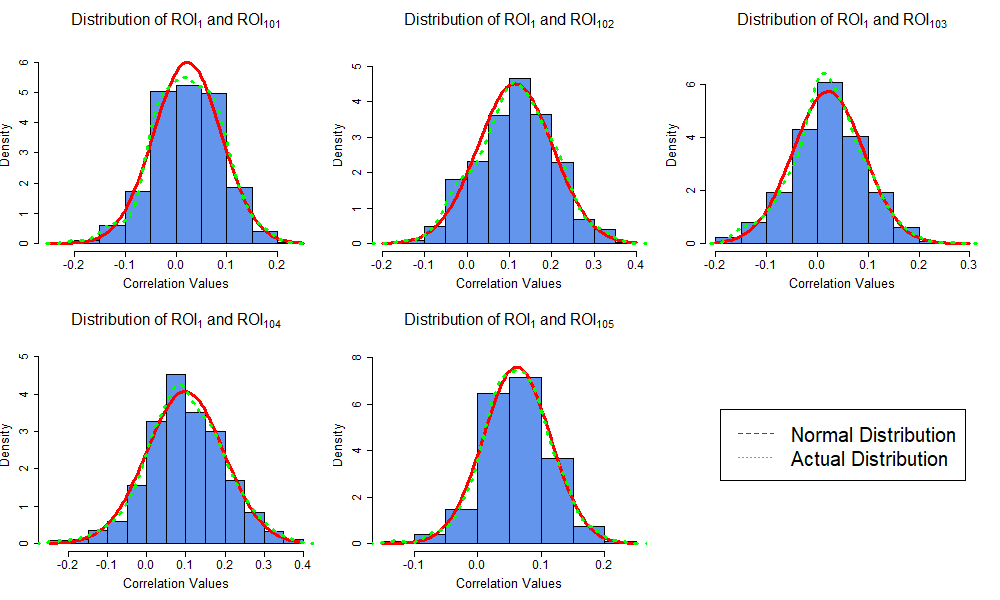 Distribution of ROI₁ and ROI₁₀₁
Distribution of ROI₁ and ROI₁₀₂
Distribution of ROI₁ and ROI₁₀₃
Density
0 1 2 3 4 5 6
-0.2 -0.1 0.0 0.1 0.2
Correlation Values
Density
0 1 2 3 4 5
-0.2 -0.1 0.0 0.1 0.2 0.3 0.4
Correlation Values
Density
0 2 4 6
-0.2 -0.1 0.0 0.1 0.2 0.3
Correlation Values
Distribution of ROI₁ and ROI₁₀₄
Distribution of ROI₁ and ROI₁₀₅
Density
0 1 2 3 4 5
-0.2 -0.1 0.0 0.1 0.2 0.3 0.4
Correlation Values
Density
0 2 4 6 8
-0.1 0.0 0.1 0.2
Correlation Values
Normal Distribution
Actual Distribution